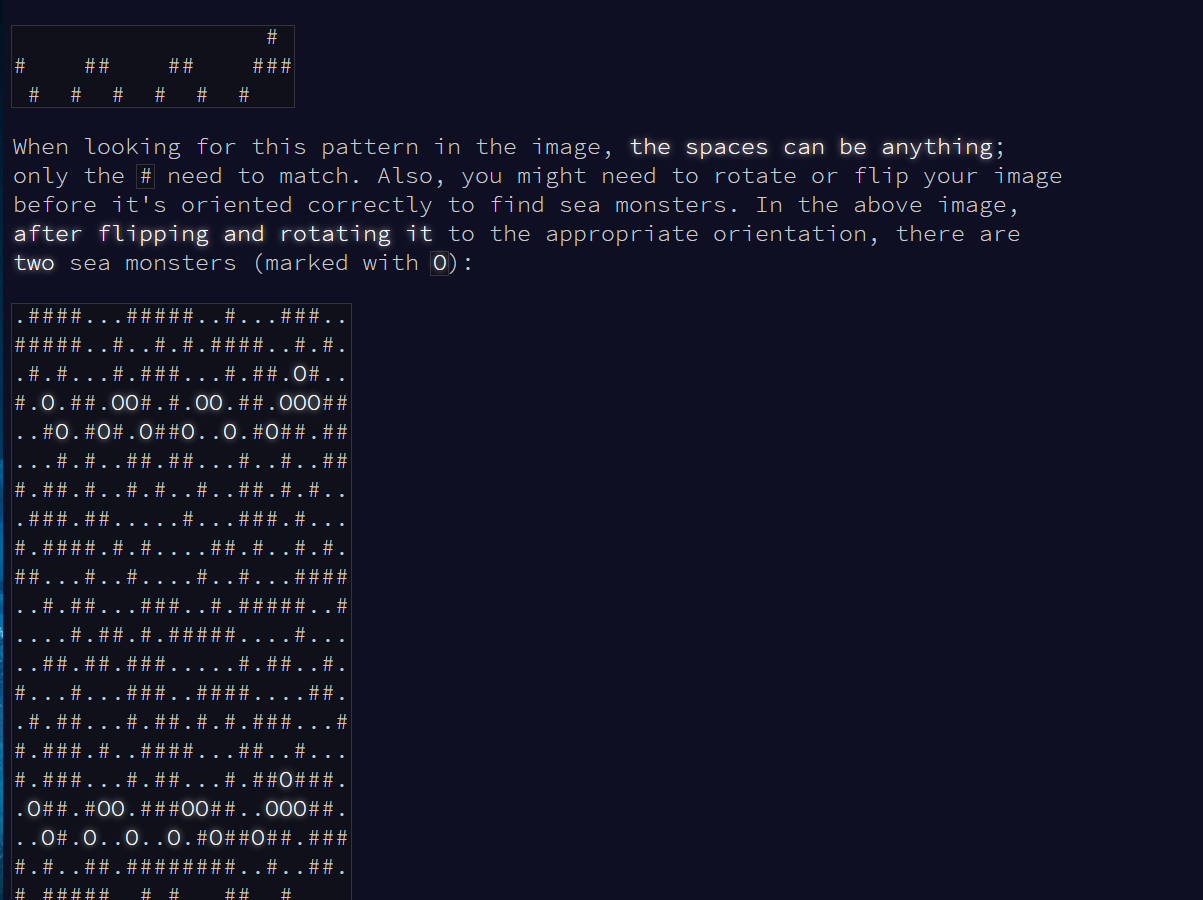 #
#    ##    ##    ###
 #  #  #  #  #  #
When looking for this pattern in the image, the spaces can be anything;
only the # need to match. Also, you might need to rotate or flip your image
before it's oriented correctly to find sea monsters. In the above image,
after flipping and rotating it to the appropriate orientation, there are
two sea monsters (marked with O):
.####...#####..#...###..
#####..#..#.#.####..#.#.
.#.#...#.###...#.##.O#..
#.O.##.OO#.#.OO.##.OOO##
..#O.#O#.O##O..O.#O##.##
...#.#..##.##...#..#..##
#.##.#..#.#..#..##.#.#..
.###.##.....#...###.#...
#.####.#.#....##.#..#.#.
##...#..#....#..#...####
..#.##...###..#.#####..#
....#.##.#.#####....#...
..##.##.###.....#.##..#.
#...#...###..####....##.
.#.##...#.##.#.#.###...#
#.###.#..####...##..#...
#.###...#.##...#.##O###.
.O##.#OO.###OO##..OOO##.
..O#.O..O..O.#O##O##.###
#.#..##.########..#..##.
# #####  # #   ##  #